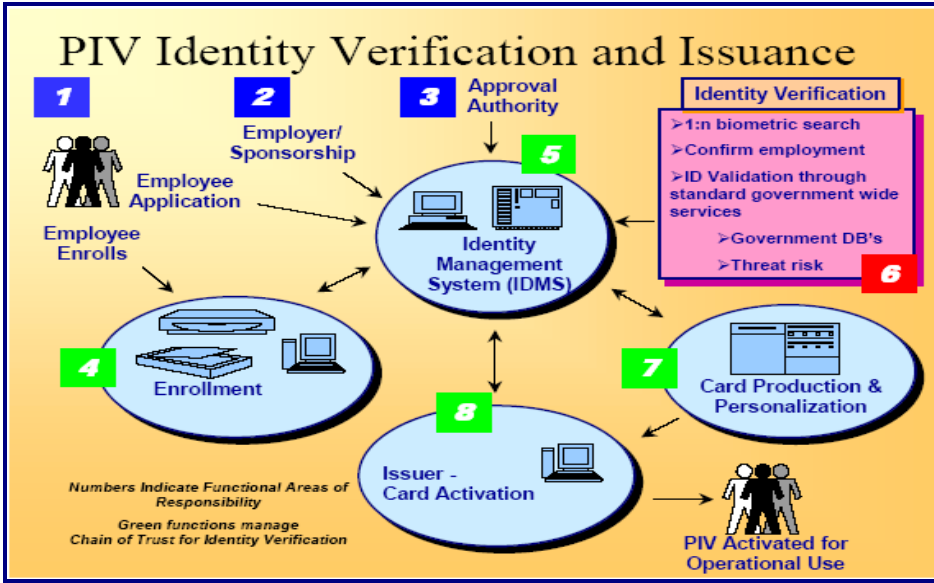 PIV Identity Verification and Issuance
1
2
3
Approval
Authority
Identity Verification
➢1:n biometric search
➢Confirm employment
➢ID Validation through
standard government wide
services
➢Government DB's
➢Threat risk
6
Employer/
Sponsorship
5
Employee
Application
Identity
Management
System (IDMS)
Employee
Enrolls
4
Enrollment
7
Card Production &
Personalization
8
Issuer -
Card Activation
Numbers Indicate Functional Areas of
Responsibility
Green functions manage
Chain of Trust for Identity Verification
PIV Activated for
Operational Use